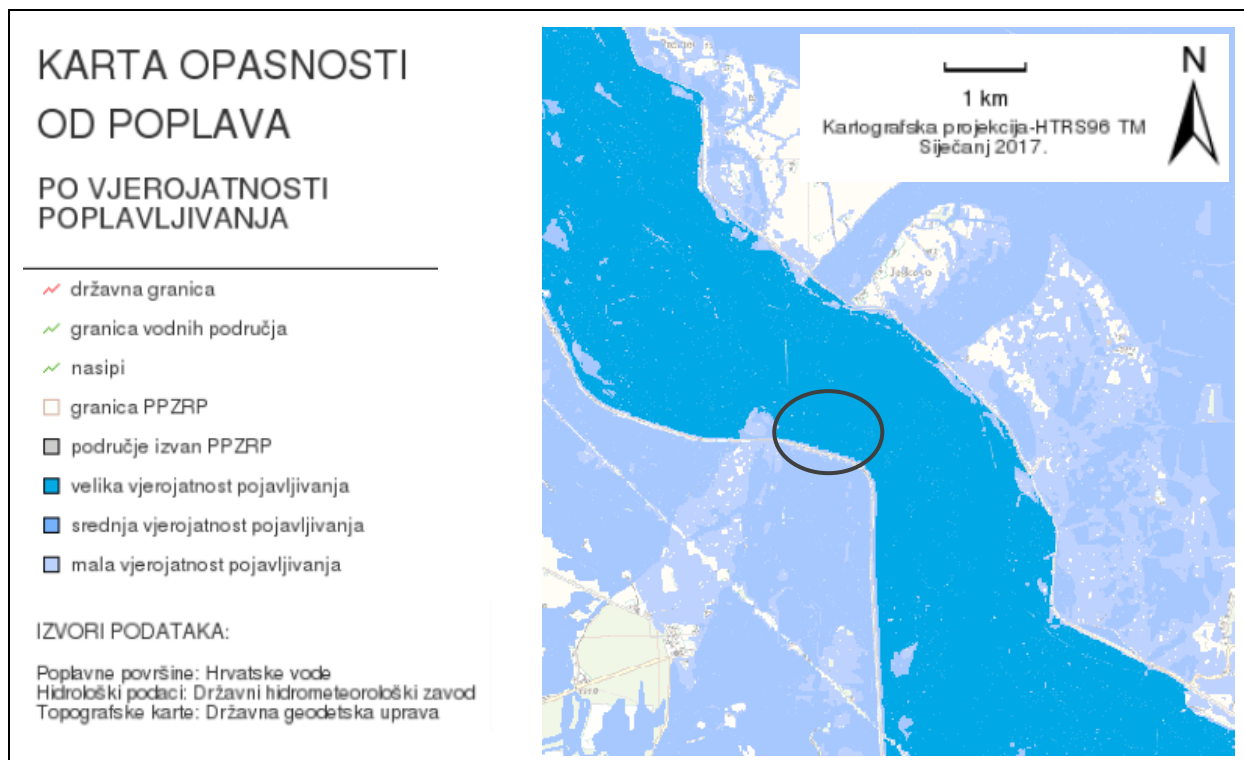 KARTA OPASNOSTI
OD POPLAVA
PO VJEROJATNOSTI
POPLAVLJIVANJA
državna granica
granica vodnih područja
nasipi
granica PPZRP
područje izvan PPZRP
velika vjerojatnost pojavljivanja
srednja vjerojatnost pojavljivanja
mala vjerojatnost pojavljivanja
IZVORI PODATAKA:
Poplavne površine: Hrvatske vode
Hidrološki podaci: Državni hidrometeorološki zavod
Topografske karte: Državna geodetska uprava
N
1 km
Kartografska projekcija-HTRS96 TM
Siječanj 2017.
Ješkovo